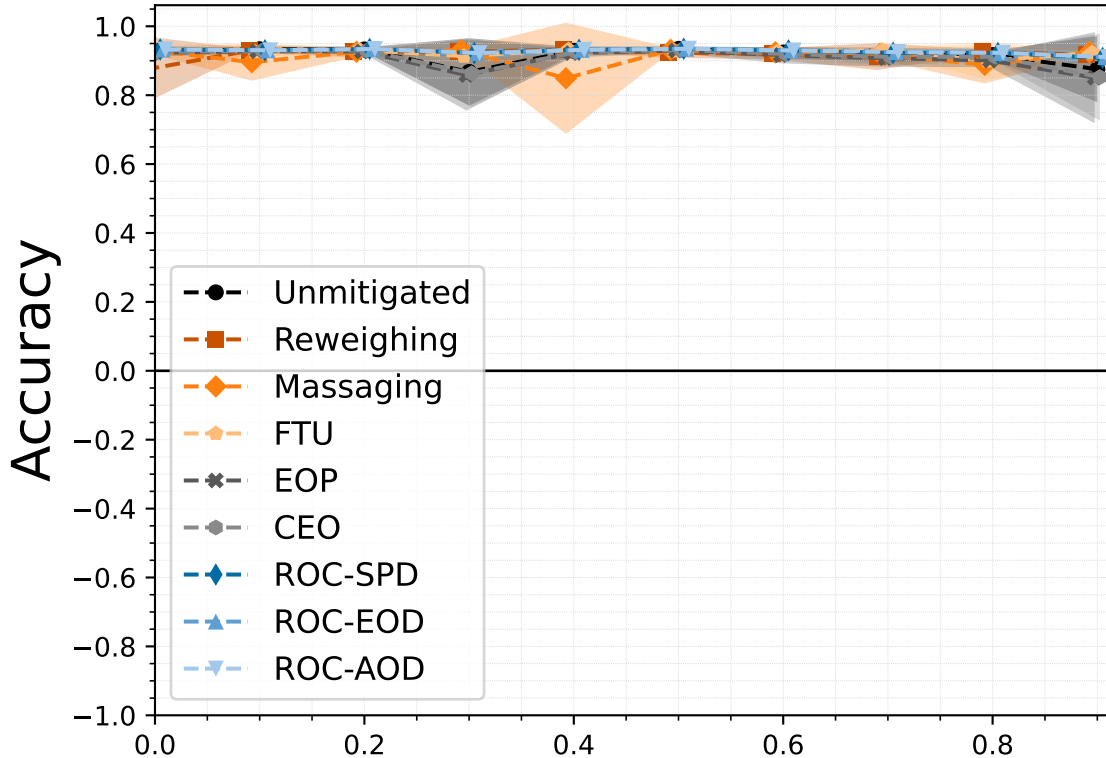 Accuracy
1.0
0.8
0.6
0.4
0.2
0.0
−0.2
−0.4
−0.6
−0.8
−1.0
Unmitigated
Reweighing
Massaging
FTU
EOP
CEO
ROC-SPD
ROC-EOD
ROC-AOD
0.0 0.2 0.4 0.6 0.8